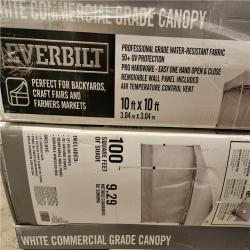 WHITE COMMERCIAL GRADE CANOPY
EVERBILT
PERFECT FOR BACKYARDS,
CRAFT FAIRS AND
FARMERS MARKETS
PROFESSIONAL GRADE WATER-RESISTANT FABRIC
50+ UV PROTECTION
PRO HARDWARE - EASY ONE HAND OPEN & CLOSE
REMOVABLE WALL PANEL INCLUDED
AIR TEMPERATURE CONTROL VENT
10 ft x 10 ft
3.04 m x 3.04 m
100
SQUARE FEET
OF SHADE
9.29
INCLUDED
WHITE COMMERCIAL GRADE CANOPY